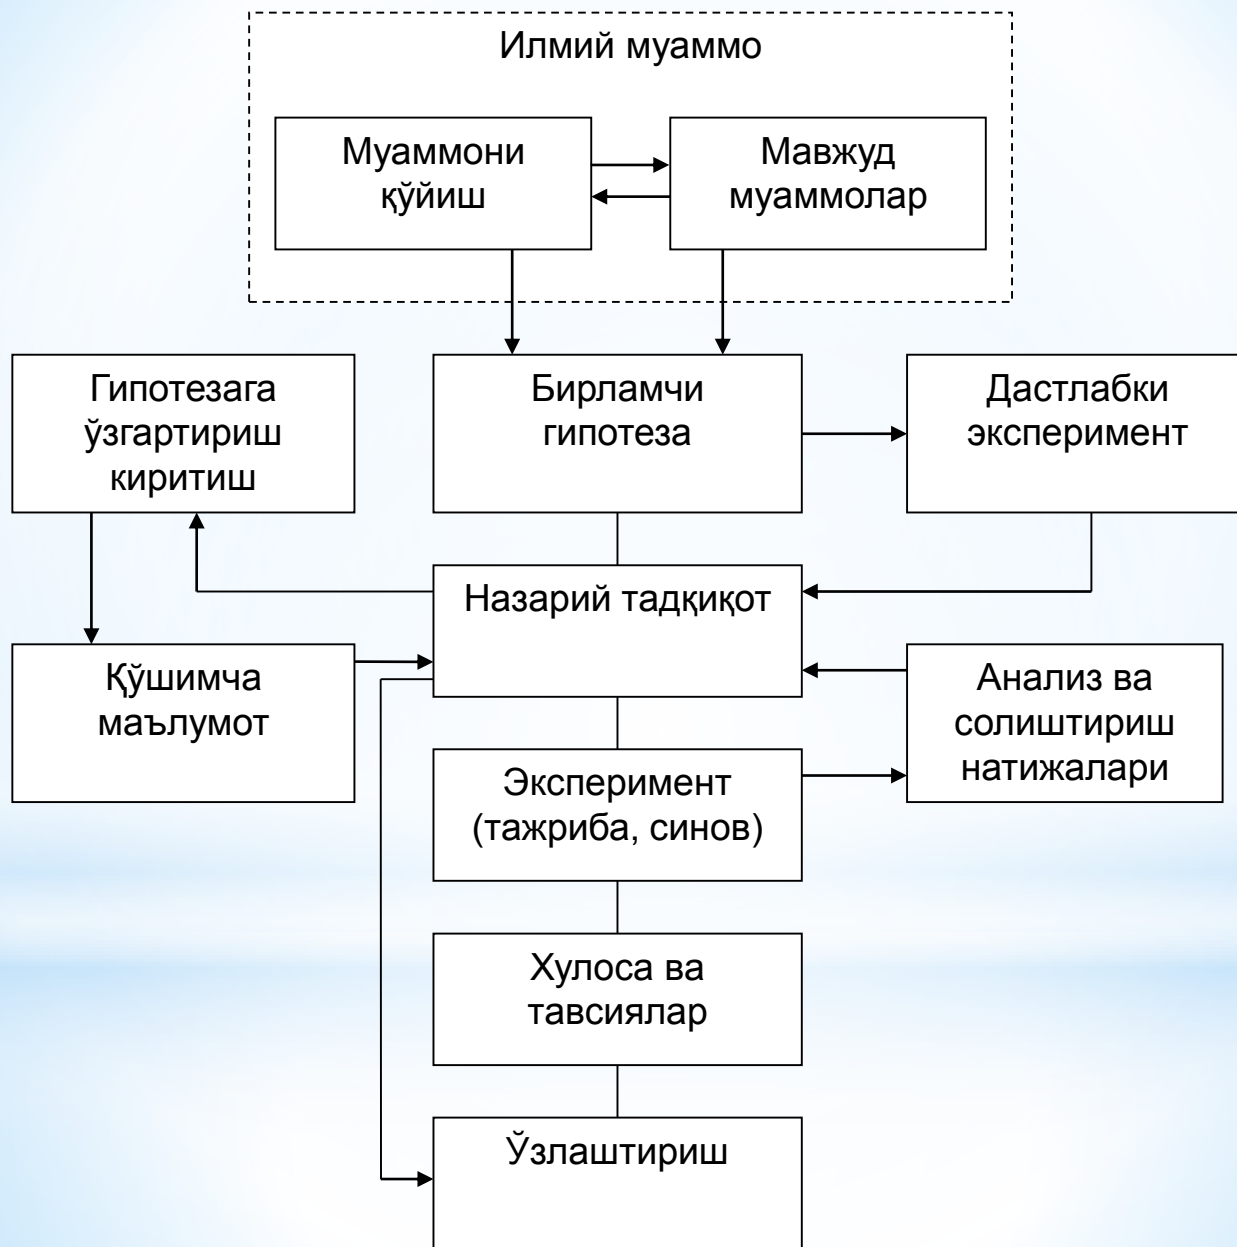 Илмий муаммо
Муаммони
қўйиш
Мавжуд
муаммолар
Гипотезага
ўзгартириш
киритиш
Бирламчи
гипотеза
Дастлабки
эксперимент
Назарий тадқиқот
Қўшимча
маълумот
Анализ ва
солиштириш
натижалари
Эксперимент
(тажриба, синов)
Хулоса ва
тавсиялар
Ўзлаштириш